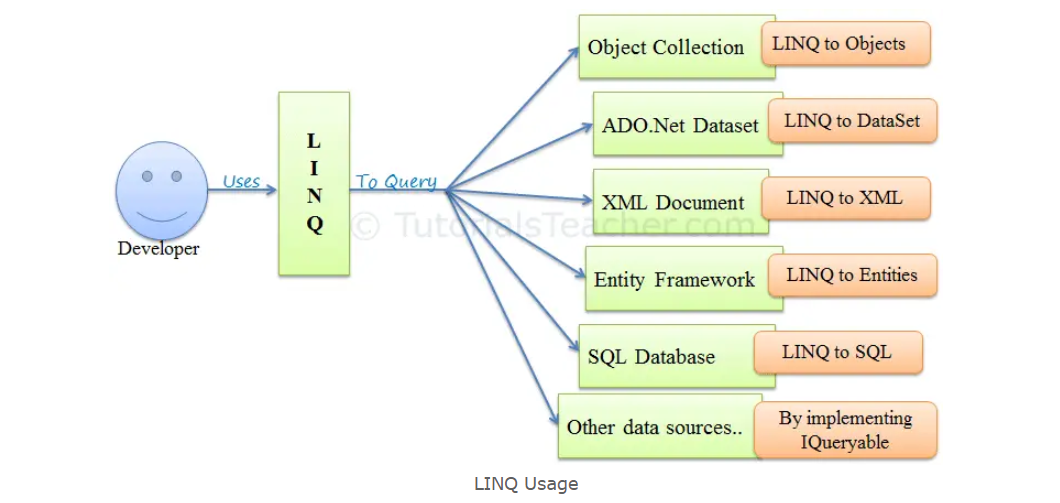 Object Collection
LINQ to Objects
ADO.Net Dataset
LINQ to DataSet
L
I
N
Q
Uses
To Query
XML Document
LINQ to XML
© TutorialsTeacher.com
Developer
Entity Framework
LINQ to Entities
SQL Database
LINQ to SQL
Other data sources..
By implementing
IQueryable
LINQ Usage